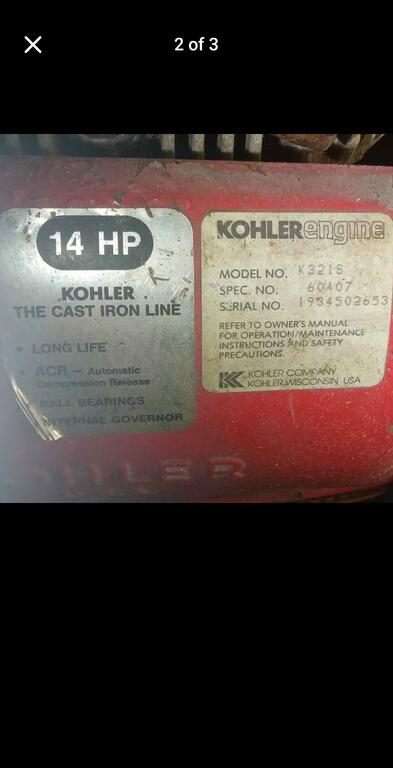 2 of 3
14 HP
KOHLER
THE CAST IRON LINE
• LONG LIFE
• ACR – Automatic
Compression Release
BALL BEARINGS
INTERNAL GOVERNOR
KOHLERengine
MODEL NO. K321S
SPEC. NO. 60407
SERIAL NO. 1934502653
REFER TO OWNER'S MANUAL
FOR OPERATION/MAINTENANCE
INSTRUCTIONS AND SAFETY
PRECAUTIONS.
KOHLER COMPANY
KOHLER, WISCONSIN USA
KOHLER